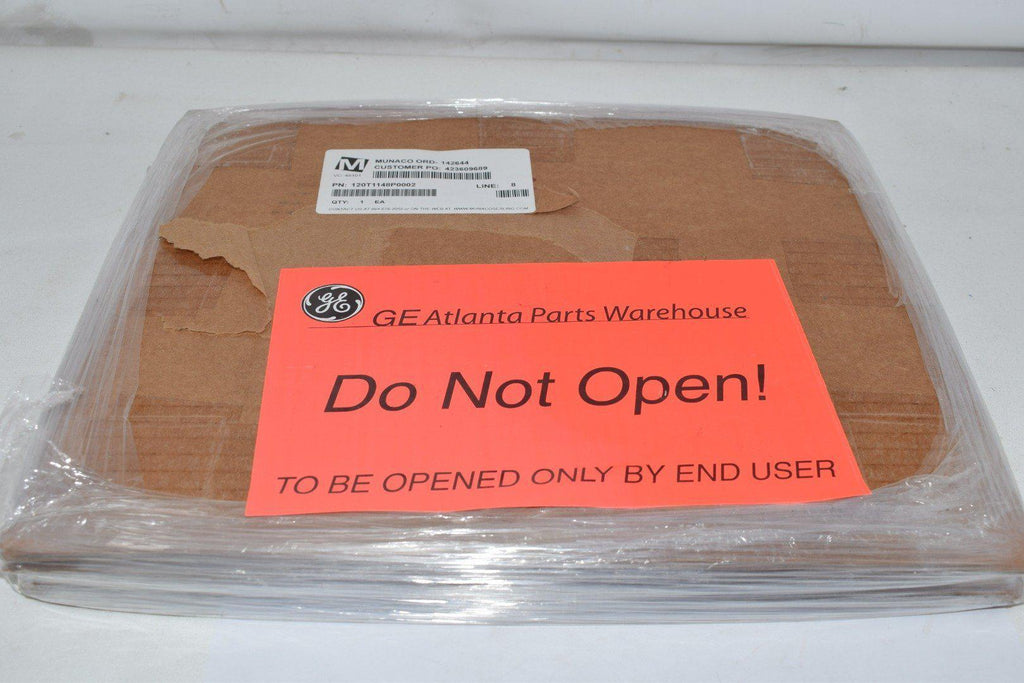 M
MUNACO ORD- 142644
CUSTOMER PO: 423609689
PN: 120T1148P0002
LINE: 8
QTY: 1 EA
GE
GE Atlanta Parts Warehouse
Do Not Open!
TO BE OPENED ONLY BY END USER